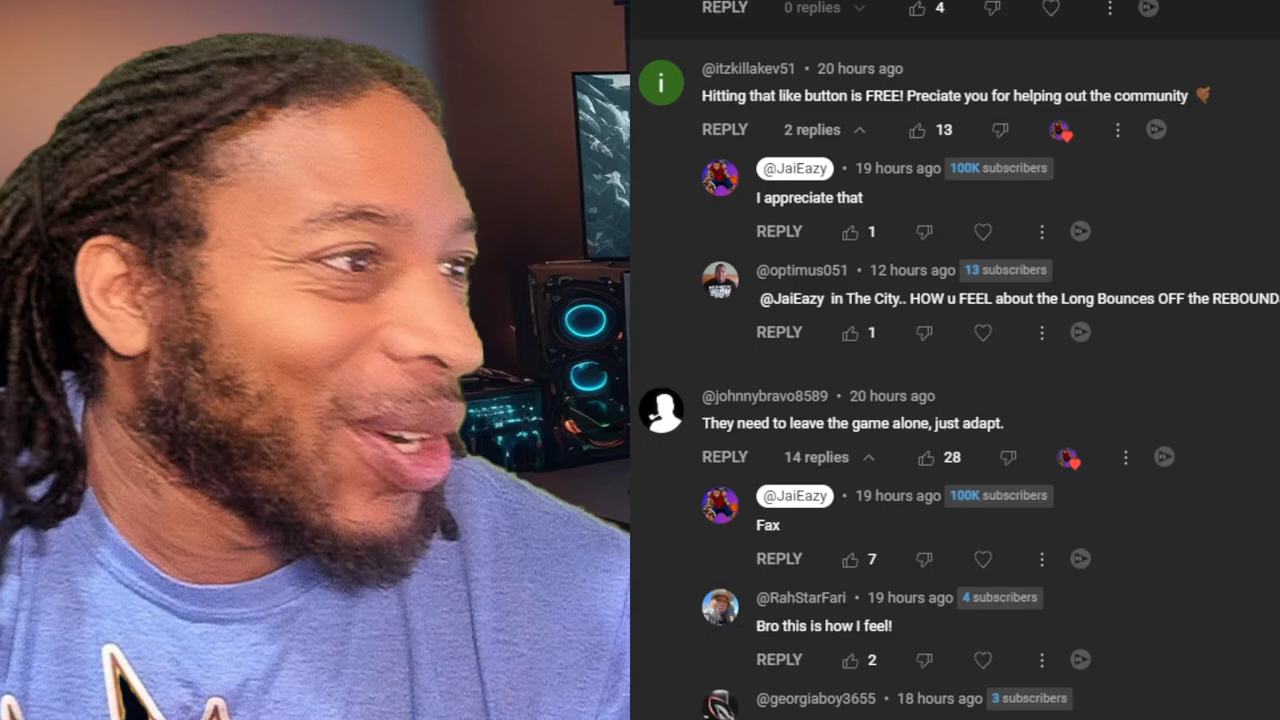 REPLY 0 replies 4
@itzkillakev51 • 20 hours ago
i
Hitting that like button is FREE! Preciate you for helping out the community
REPLY 2 replies 13
@JaiEazy • 19 hours ago 100K subscribers
I appreciate that
REPLY 1
@optimus051 • 12 hours ago 13 subscribers
@JaiEazy in The City.. HOW u FEEL about the Long Bounces OFF the REBOUND
REPLY 1
@johnnybravo8589 • 20 hours ago
They need to leave the game alone, just adapt.
REPLY 14 replies 28
@JaiEazy • 19 hours ago 100K subscribers
Fax
REPLY 7
@RahStarFari • 19 hours ago 4 subscribers
Bro this is how I feel!
REPLY 2
@georgiaboy3655 • 18 hours ago 3 subscribers